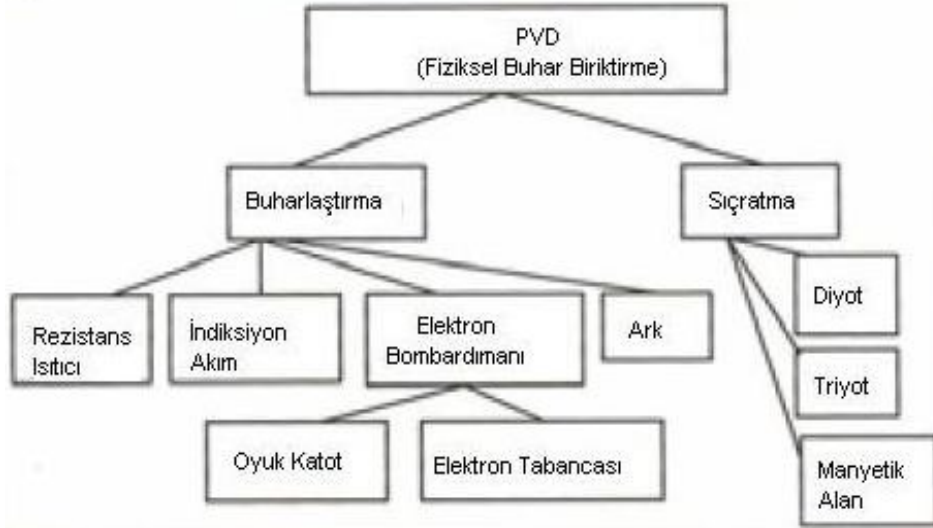 PVD
(Fiziksel Buhar Biriktirme)
Buharlaştırma
Sıçratma
Rezistans
Isıtıcı
İndiksiyon
Akım
Elektron
Bombardımanı
Ark
Diyot
Triyot
Oyuk Katot
Elektron Tabancası
Manyetik
Alan